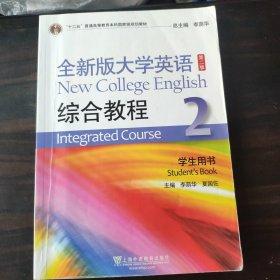 “十二五”普通高等教育本科国家级规划教材
总主编 李荫华
全新版大学英语 第二版
New College English
综合教程 2
Integrated Course
学生用书
Student's Book
主编 李荫华 夏国佐
上海外语教育出版社